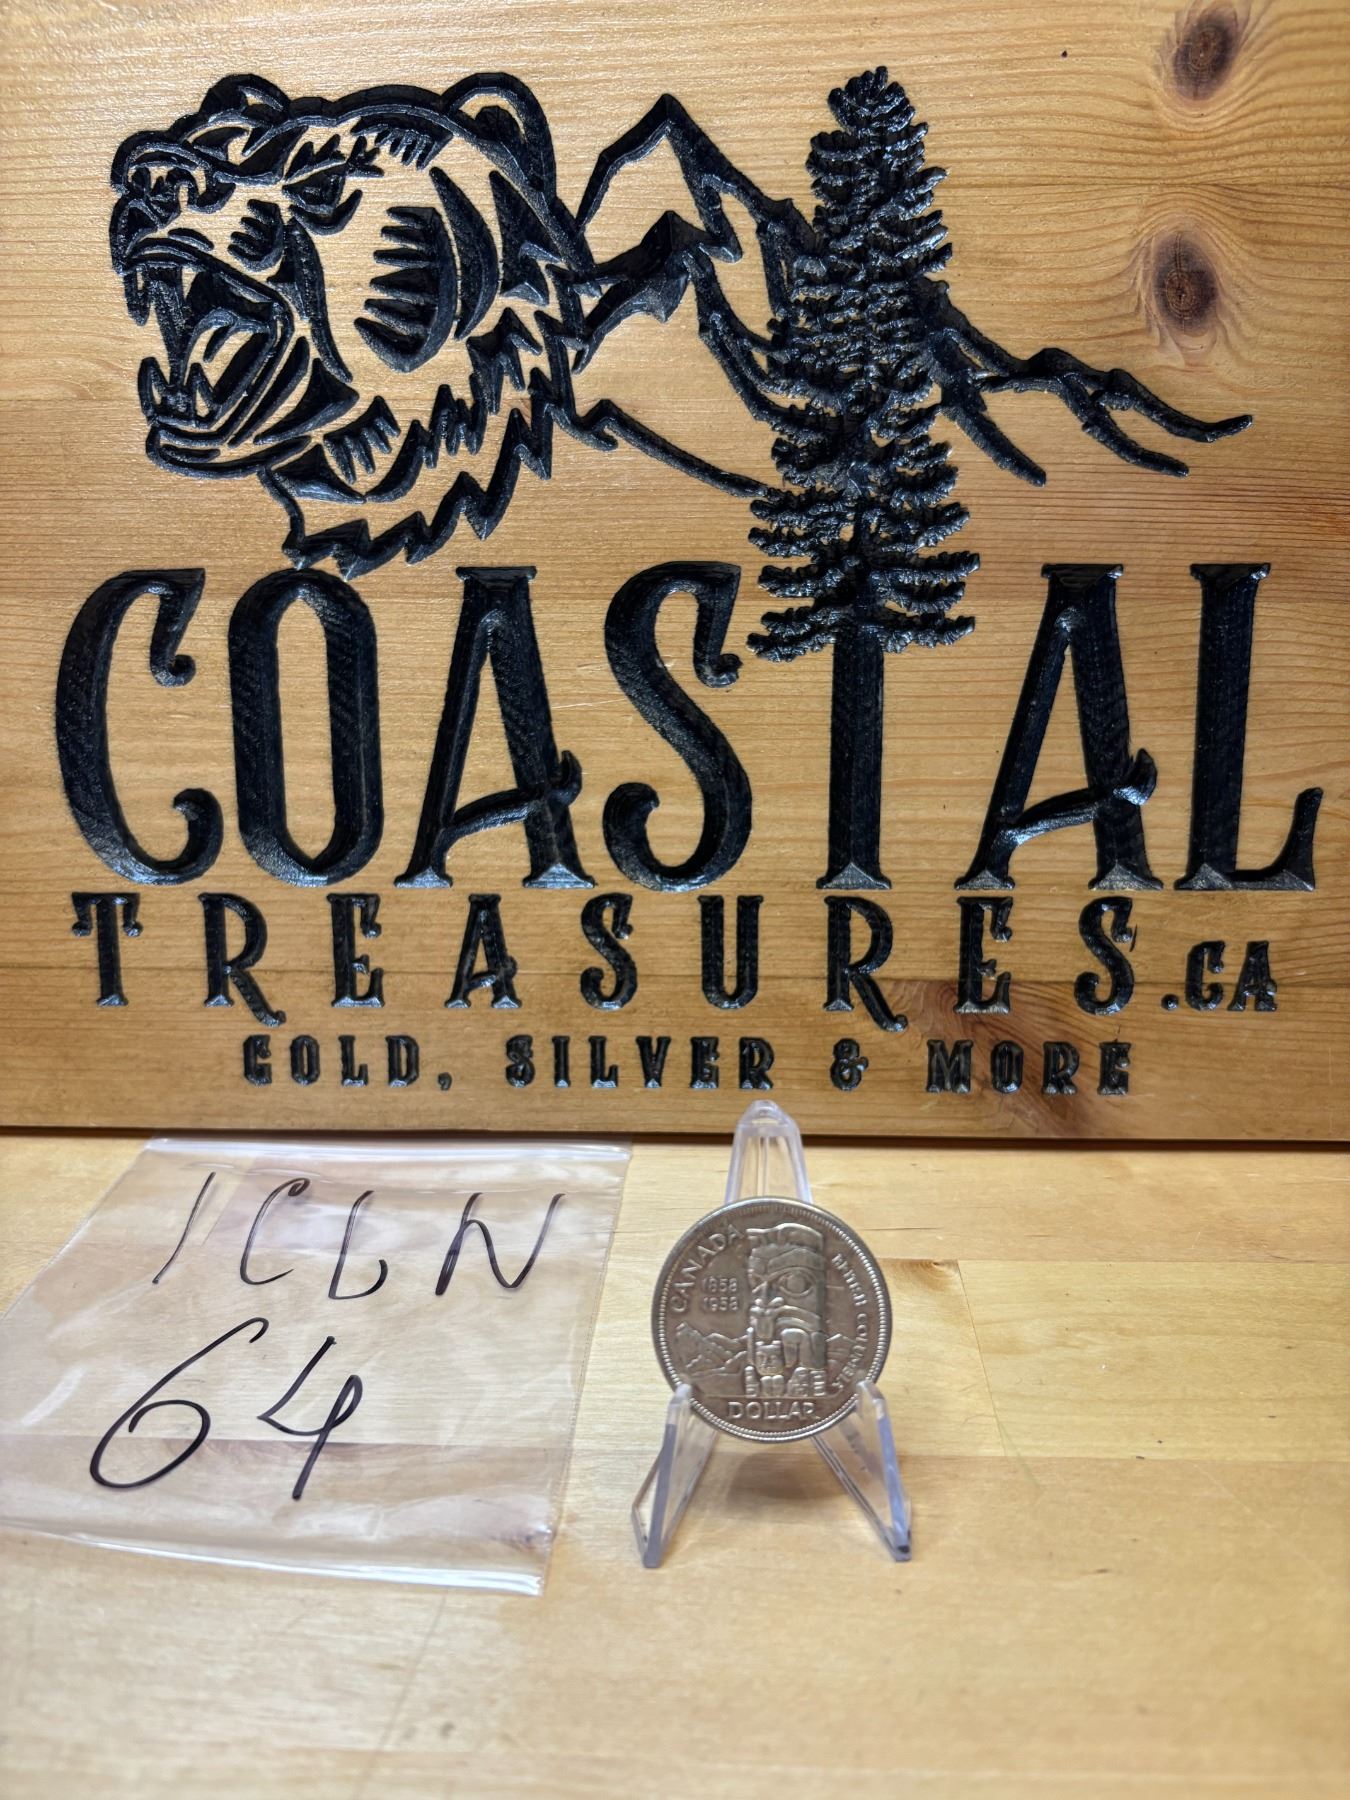 COASTAL
TREASURES.CA
GOLD, SILVER & MORE
ICLN
64
CANADA
1858
1958
BRITISH COLUMBIA
DOLLAR